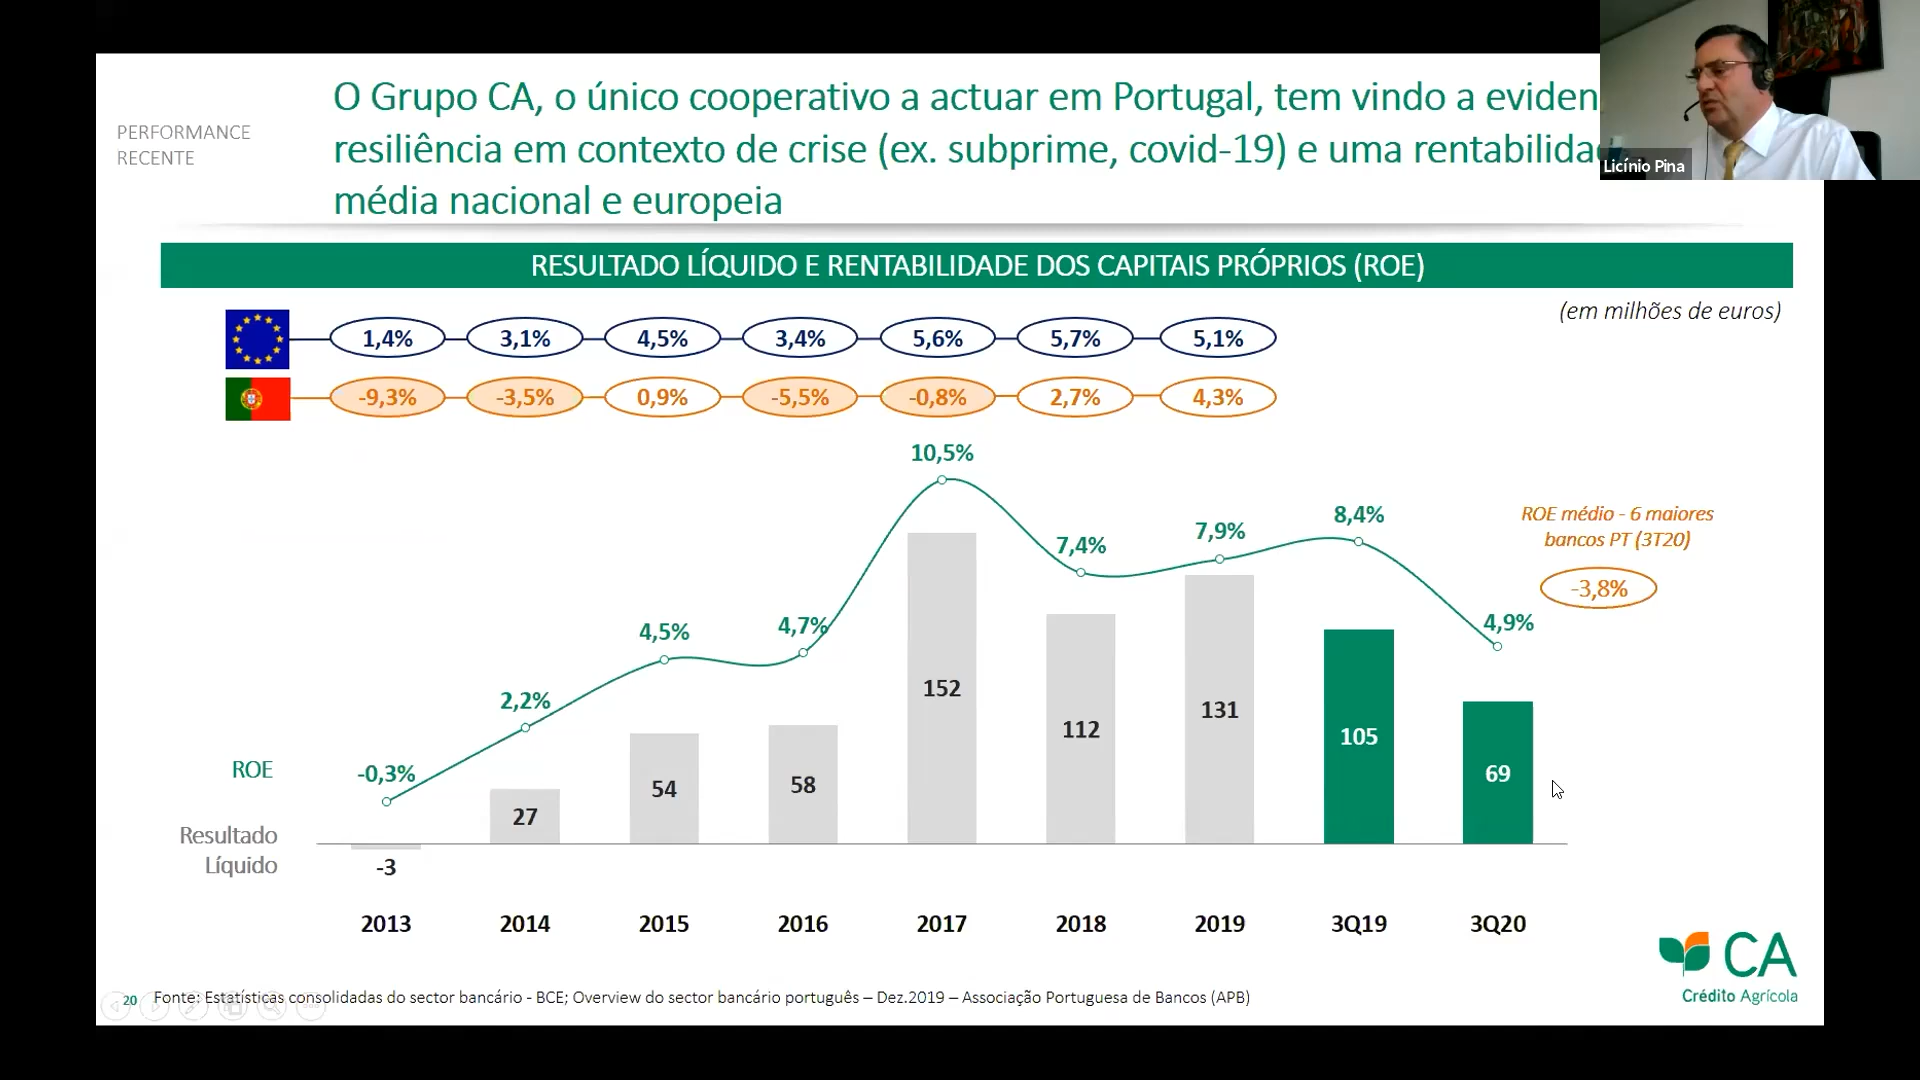 PERFORMANCE
RECENTE
O Grupo CA, o único cooperativo a actuar em Portugal, tem vindo a eviden
resiliência em contexto de crise (ex. subprime, covid-19) e uma rentabilida
média nacional e europeia
Licínio Pina
RESULTADO LÍQUIDO E RENTABILIDADE DOS CAPITAIS PRÓPRIOS (ROE)
(em milhões de euros)
1,4% 3,1% 4,5% 3,4% 5,6% 5,7% 5,1%
-9,3% -3,5% 0,9% -5,5% -0,8% 2,7% 4,3%
10,5%
ROE médio - 6 maiores
bancos PT (3T20)
-3,8%
8,4%
7,9%
7,4%
4,9%
4,7%
4,5%
2,2%
-0,3%
ROE
152
112
131
105
69
58
54
27
Resultado
Líquido
-3
2013 2014 2015 2016 2017 2018 2019 3Q19 3Q20
CA
Crédito Agrícola
20 Fonte: Estatísticas consolidadas do sector bancário - BCE; Overview do sector bancário português – Dez.2019 – Associação Portuguesa de Bancos (APB)